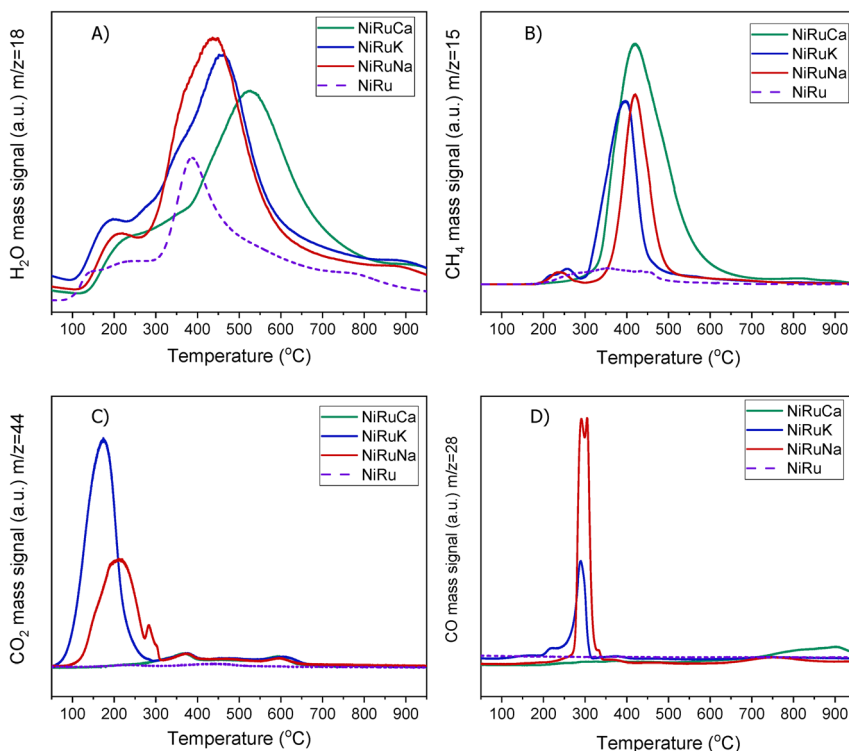 A)
NiRuCa
NiRuK
NiRuNa
NiRu
H₂O mass signal (a.u.) m/z=18
100 200 300 400 500 600 700 800 900
Temperature (°C)
B)
NiRuCa
NiRuK
NiRuNa
NiRu
CH₄ mass signal (a.u.) m/z=15
100 200 300 400 500 600 700 800 900
Temperature (°C)
C)
NiRuCa
NiRuK
NiRuNa
NiRu
CO₂ mass signal (a.u.) m/z=44
100 200 300 400 500 600 700 800 900
Temperature (°C)
D)
NiRuCa
NiRuK
NiRuNa
NiRu
CO mass signal (a.u.) m/z=28
100 200 300 400 500 600 700 800 900
Temperature (°C)